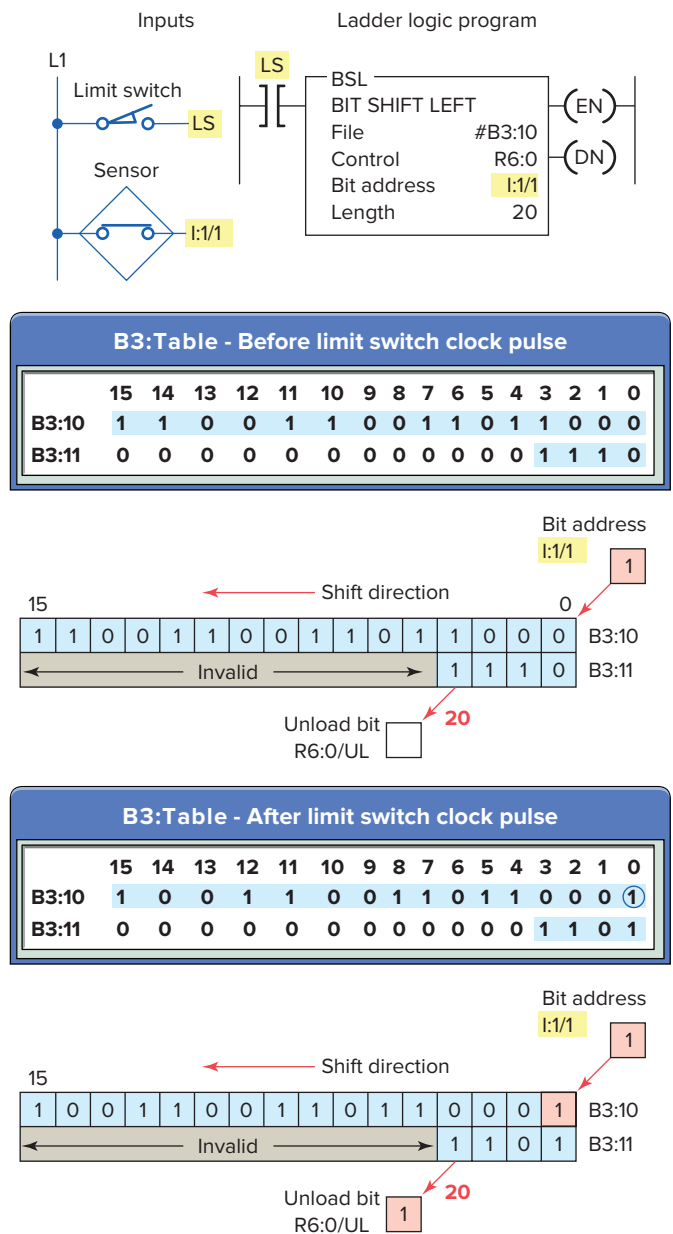 Inputs
Ladder logic program
L1
LS
Limit switch
LS
Sensor
I:1/1
BSL
BIT SHIFT LEFT
File #B3:10
Control R6:0
Bit address I:1/1
Length 20
EN
DN
B3:Table - Before limit switch clock pulse
15 14 13 12 11 10 9 8 7 6 5 4 3 2 1 0
B3:10 1 1 0 0 1 1 0 0 1 1 0 1 1 0 0 0
B3:11 0 0 0 0 0 0 0 0 0 0 0 0 1 1 1 0
Bit address
I:1/1
1
Shift direction
15 0
1 1 0 0 1 1 0 0 1 1 0 1 1 0 0 0 B3:10
Invalid 1 1 1 0 B3:11
20
Unload bit
R6:0/UL
B3:Table - After limit switch clock pulse
15 14 13 12 11 10 9 8 7 6 5 4 3 2 1 0
B3:10 1 0 0 1 1 0 0 1 1 0 1 1 0 0 0 1
B3:11 0 0 0 0 0 0 0 0 0 0 0 0 1 1 0 1
Bit address
I:1/1
1
Shift direction
15
1 0 0 1 1 0 0 1 1 0 1 1 0 0 0 1 B3:10
Invalid 1 1 0 1 B3:11
20
Unload bit
R6:0/UL
1